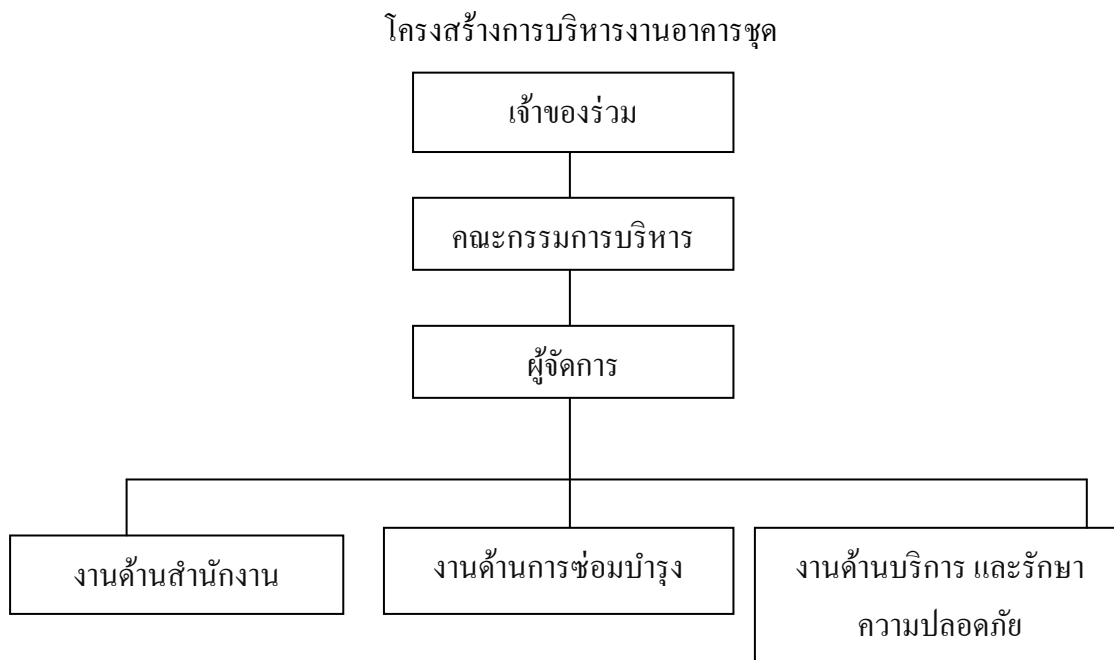 โครงสร้างการบริหารงานอาคารชุด
เจ้าของร่วม
คณะกรรมการบริหาร
ผู้จัดการ
งานด้านสำนักงาน
งานด้านการซ่อมบำรุง
งานด้านบริการ และรักษา
ความปลอดภัย